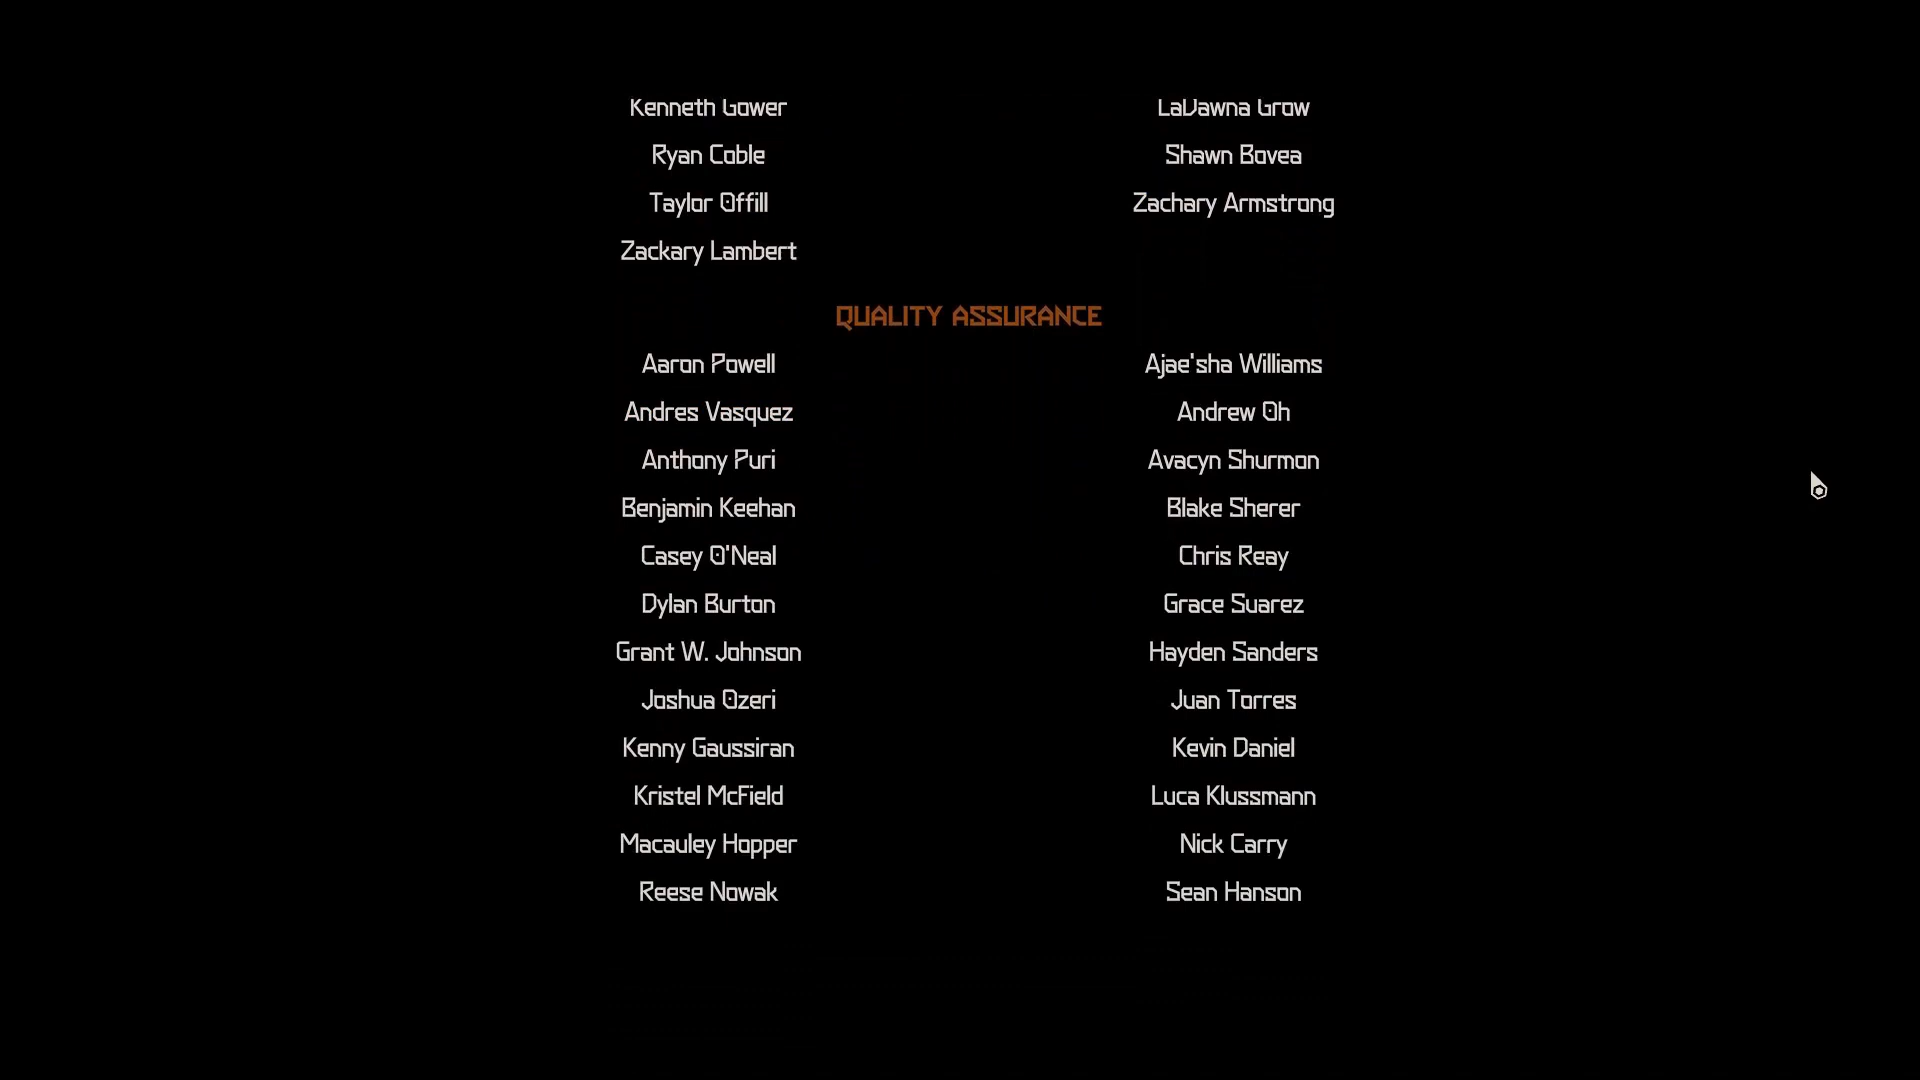 Kenneth Gower LaDawna Grow
Ryan Coble Shawn Bovea
Taylor Offill Zachary Armstrong
Zackary Lambert
QUALITY ASSURANCE
Aaron Powell Ajae'sha Williams
Andres Vasquez Andrew Oh
Anthony Puri Avacyn Shurmon
Benjamin Keehan Blake Sherer
Casey O'Neal Chris Reay
Dylan Burton Grace Suarez
Grant W. Johnson Hayden Sanders
Joshua Ozeri Juan Torres
Kenny Gaussiran Kevin Daniel
Kristel McField Luca Klussmann
Macauley Hopper Nick Carry
Reese Nowak Sean Hanson